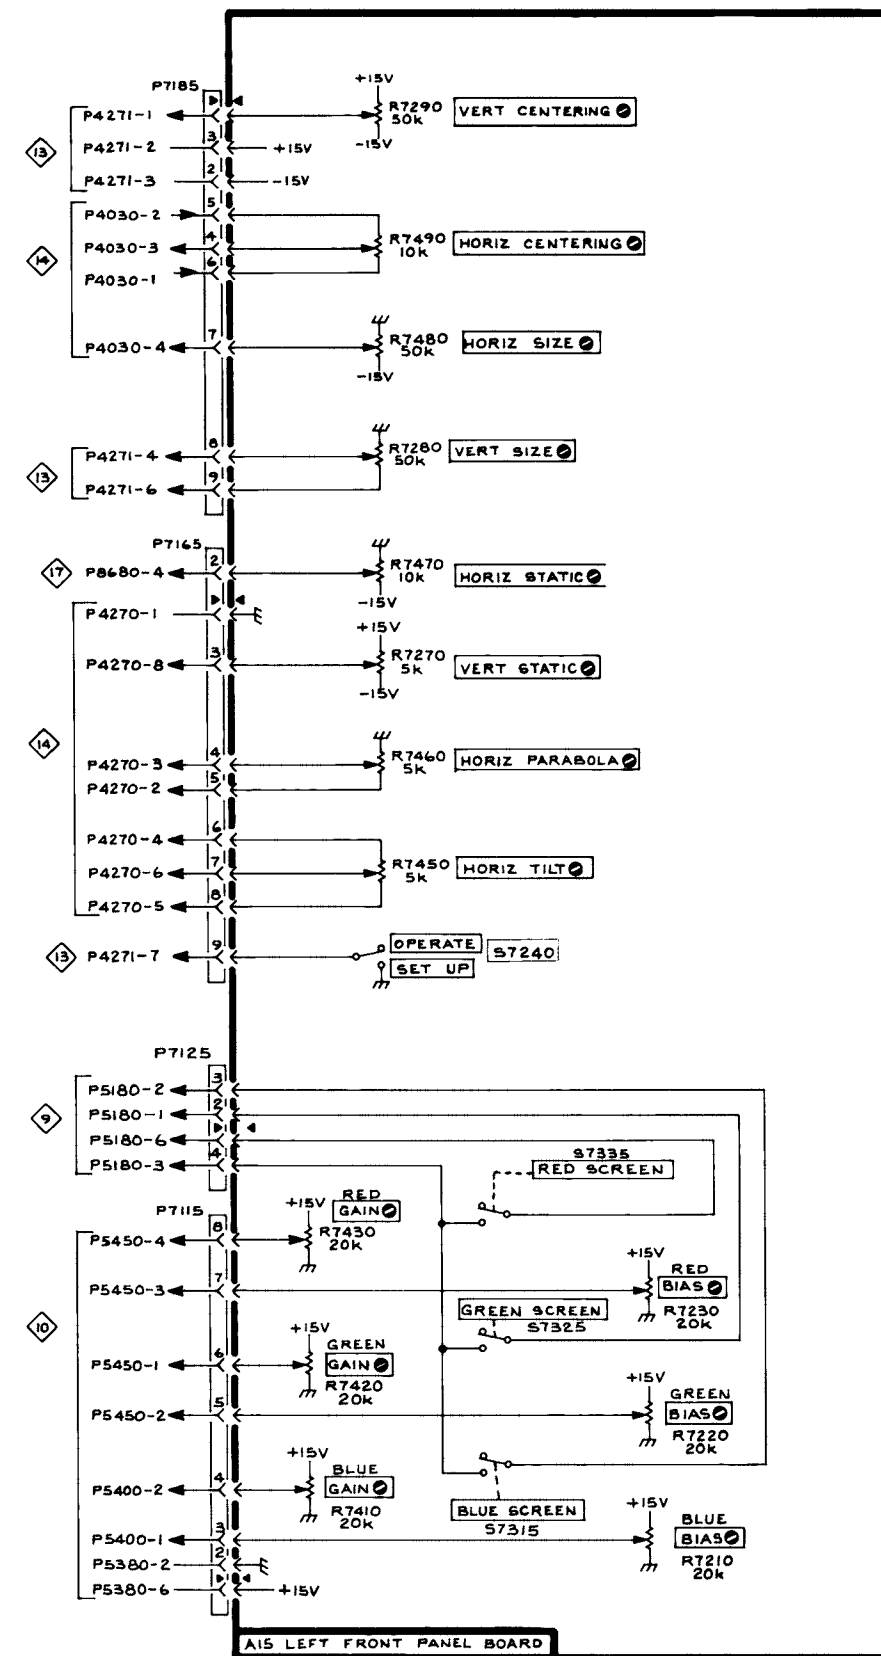 P7185
+15V
P4271-1
R7290
50k
VERT CENTERING
-15V
13
P4271-2
3
+15V
P4271-3
2
-15V
P4030-2
5
14
P4030-3
4
R7490
10k
HORIZ CENTERING
P4030-1
6
P4030-4
7
R7480
50k
HORIZ SIZE
-15V
13
P4271-4
8
R7280
50k
VERT SIZE
P4271-6
9
P7165
17
P8680-4
2
R7470
10k
HORIZ STATIC
-15V
P4270-1
+15V
P4270-8
3
R7270
5k
VERT STATIC
-15V
14
P4270-3
4
R7460
5k
HORIZ PARABOLA
P4270-2
5
P4270-4
6
P4270-6
7
R7450
5k
HORIZ TILT
P4270-5
8
13
P4271-7
9
OPERATE
S7240
SET UP
P7125
P5180-2
3
9
P5180-1
2
P5180-6
P5180-3
4
S7335
RED SCREEN
P7115
+15V
RED
GAIN
R7430
20k
P5450-4
8
P5450-3
7
+15V
RED
BIAS
R7230
20k
10
GREEN SCREEN
S7325
+15V
GREEN
GAIN
R7420
20k
P5450-1
6
P5450-2
5
+15V
GREEN
BIAS
R7220
20k
+15V
BLUE
GAIN
R7410
20k
P5400-2
4
BLUE SCREEN
S7315
P5400-1
3
+15V
BLUE
BIAS
R7210
20k
P5380-2
2
P5380-6
+15V
A15 LEFT FRONT PANEL BOARD